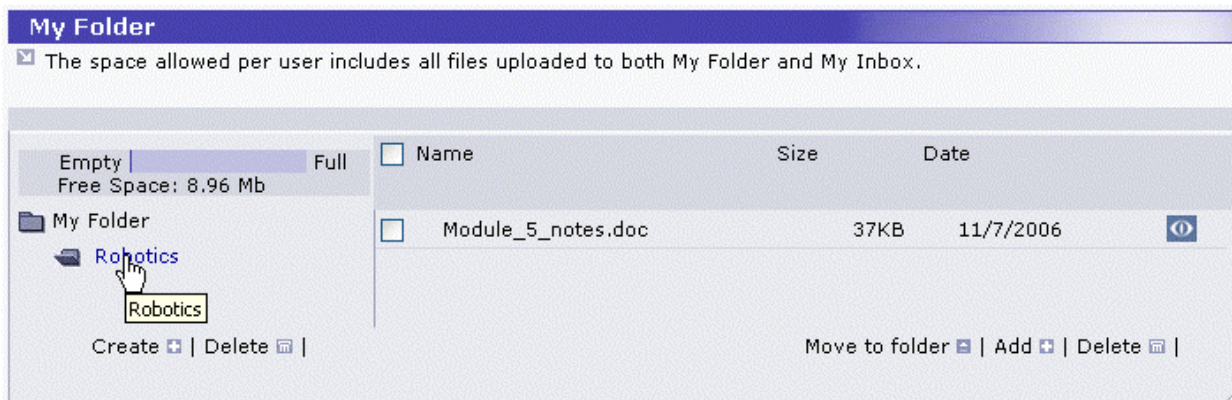 My Folder
The space allowed per user includes all files uploaded to both My Folder and My Inbox.
Empty Full
Free Space: 8.96 Mb
Name Size Date
My Folder
Module_5_notes.doc 37KB 11/7/2006
Robotics
Robotics
Create | Delete |
Move to folder | Add | Delete |